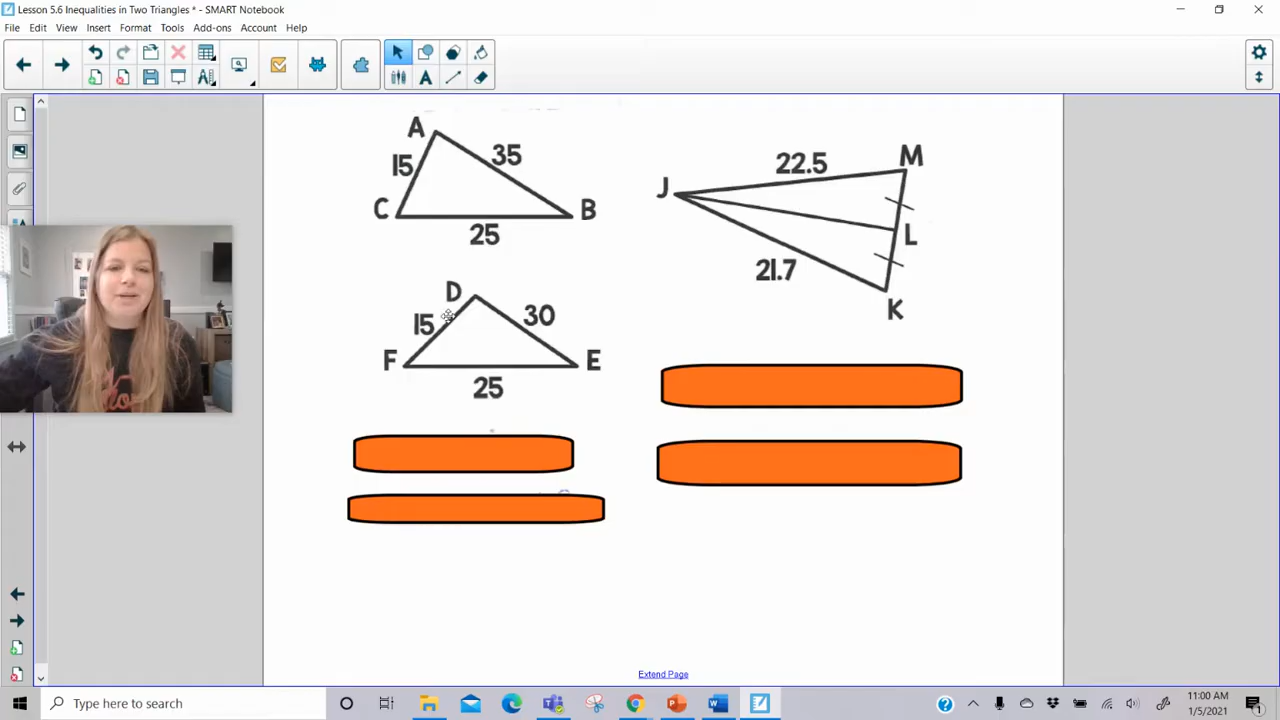 Lesson 5.6 Inequalities in Two Triangles * - SMART Notebook
File Edit View Insert Format Tools Add-ons Account Help
A
15
35
C
B
25
D
15
30
F
E
25
J
22.5
M
L
21.7
K
Extend Page
Type here to search
11:00 AM
1/5/2021